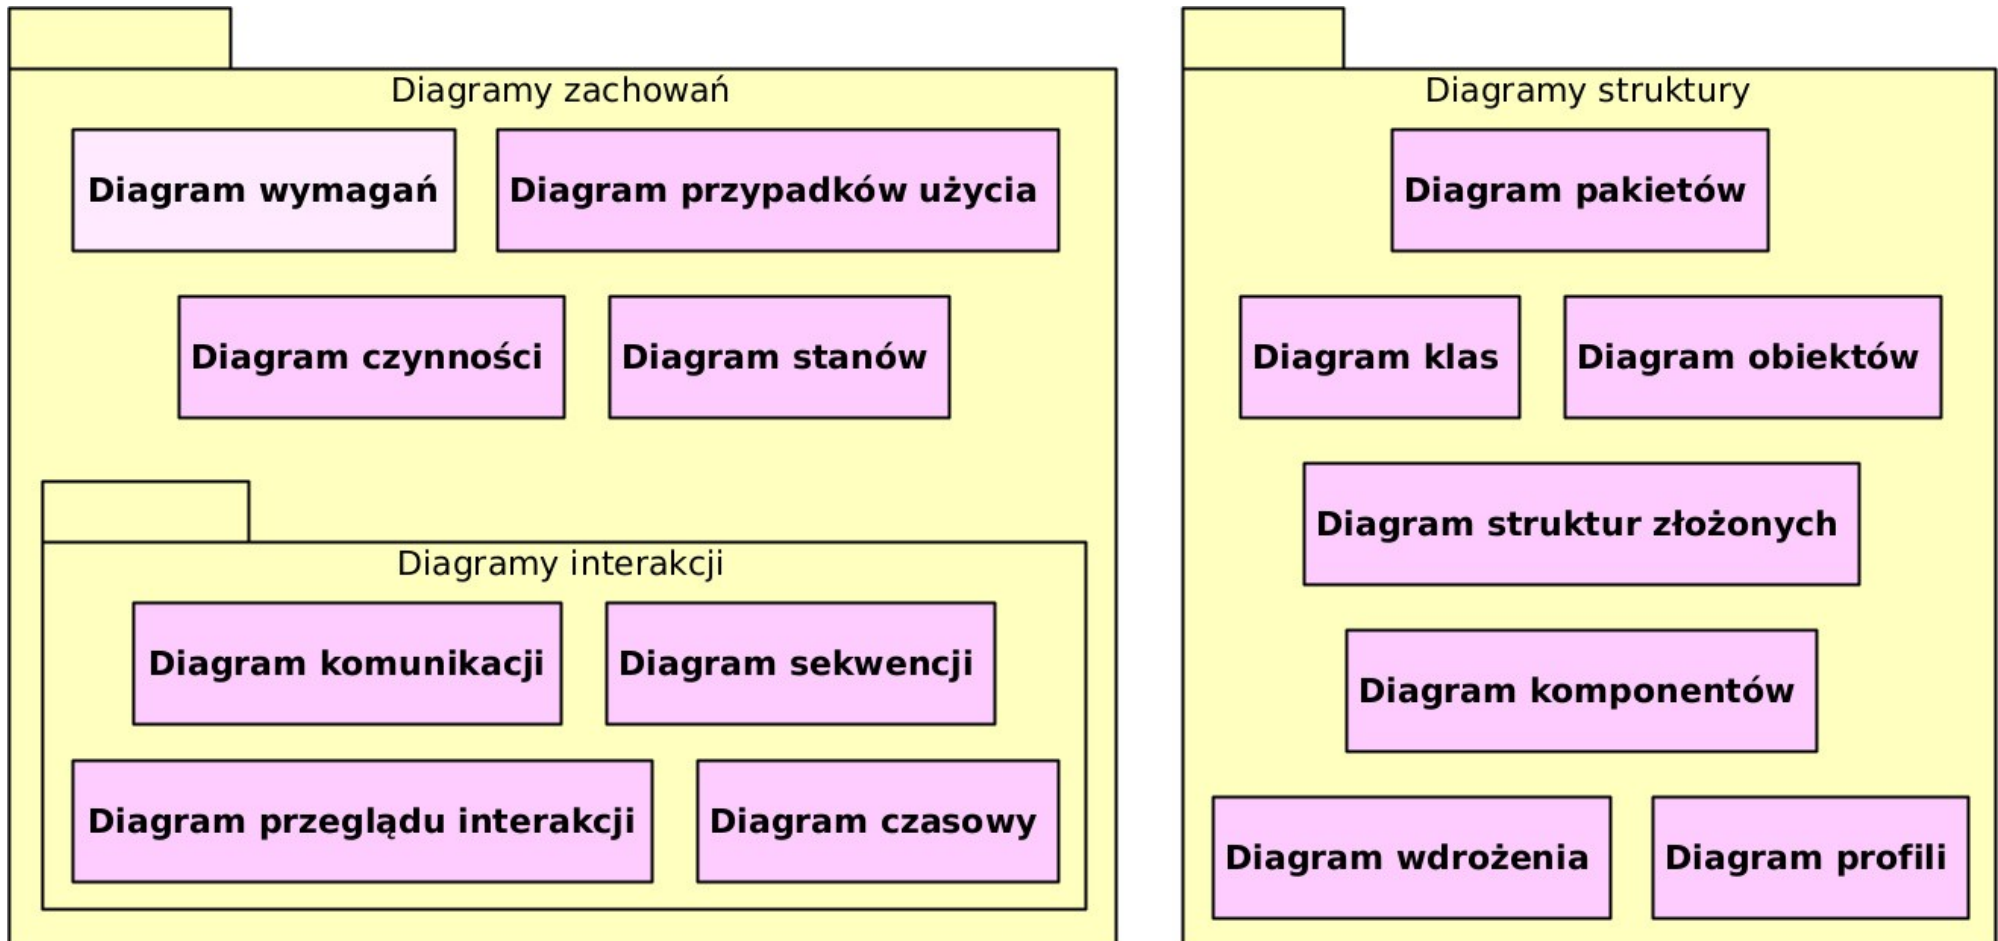 Diagramy zachowań
Diagram wymagań
Diagram przypadków użycia
Diagram czynności
Diagram stanów
Diagramy interakcji
Diagram komunikacji
Diagram sekwencji
Diagram przeglądu interakcji
Diagram czasowy
Diagramy struktury
Diagram pakietów
Diagram klas
Diagram obiektów
Diagram struktur złożonych
Diagram komponentów
Diagram wdrożenia
Diagram profili